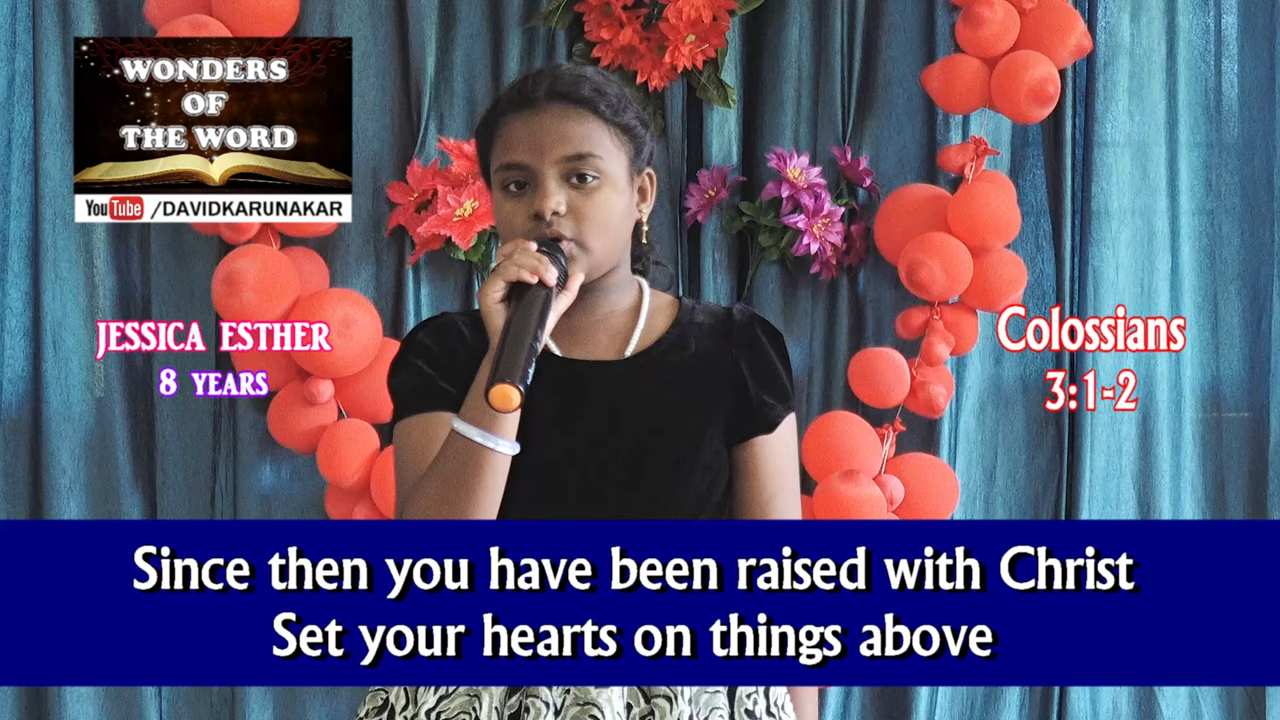 WONDERS
OF
THE WORD
YouTube /DAVIDKARUNAKAR
JESSICA ESTHER
8 YEARS
Colossians
3:1-2
Since then you have been raised with Christ
Set your hearts on things above